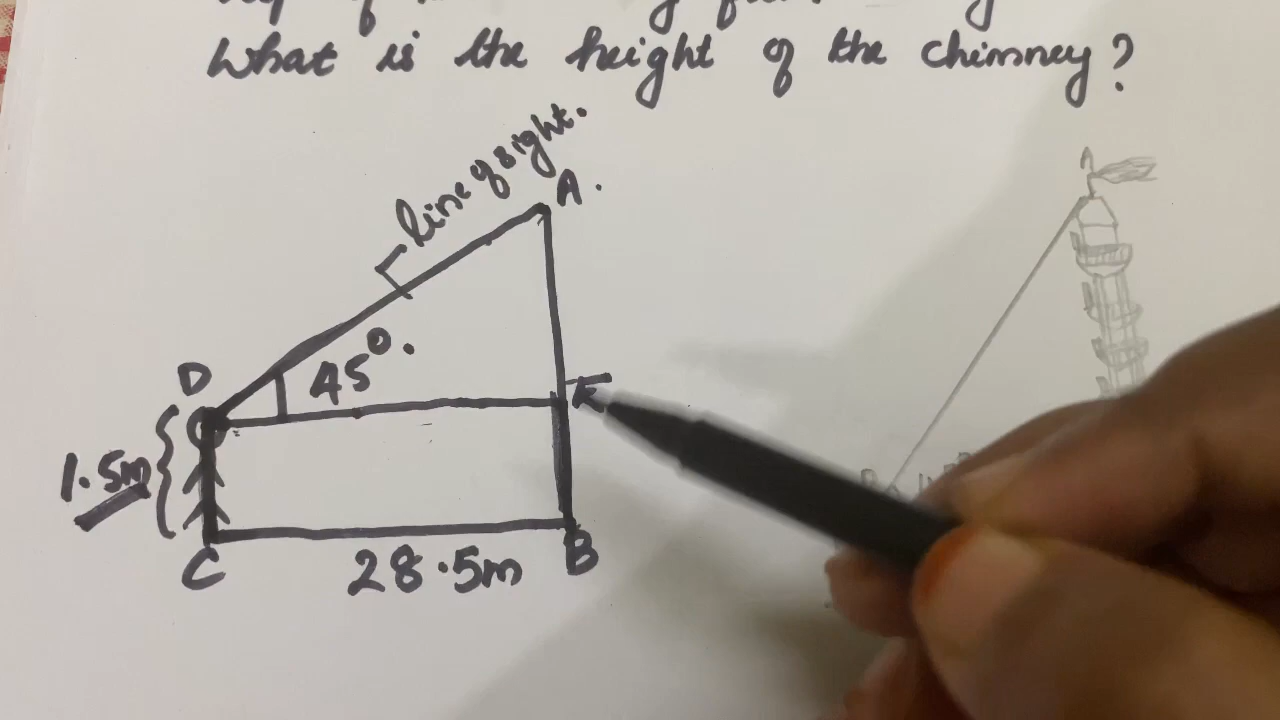 What is the height of the chimney?
line of sight.
A.
D
45°.
E
1.5m
C
28.5m
B